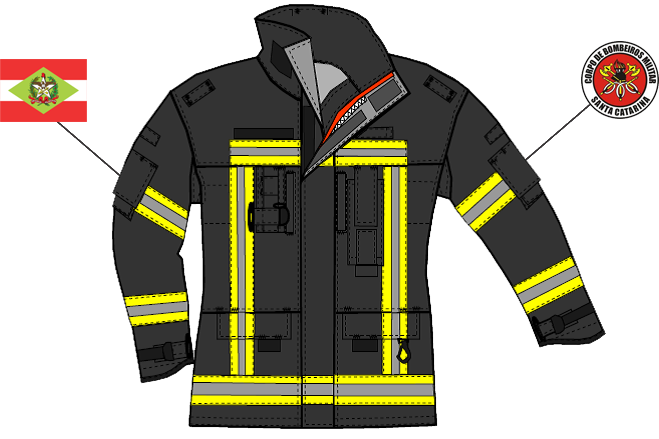 CORPO DE BOMBEIROS MILITAR
SANTA CATARINA